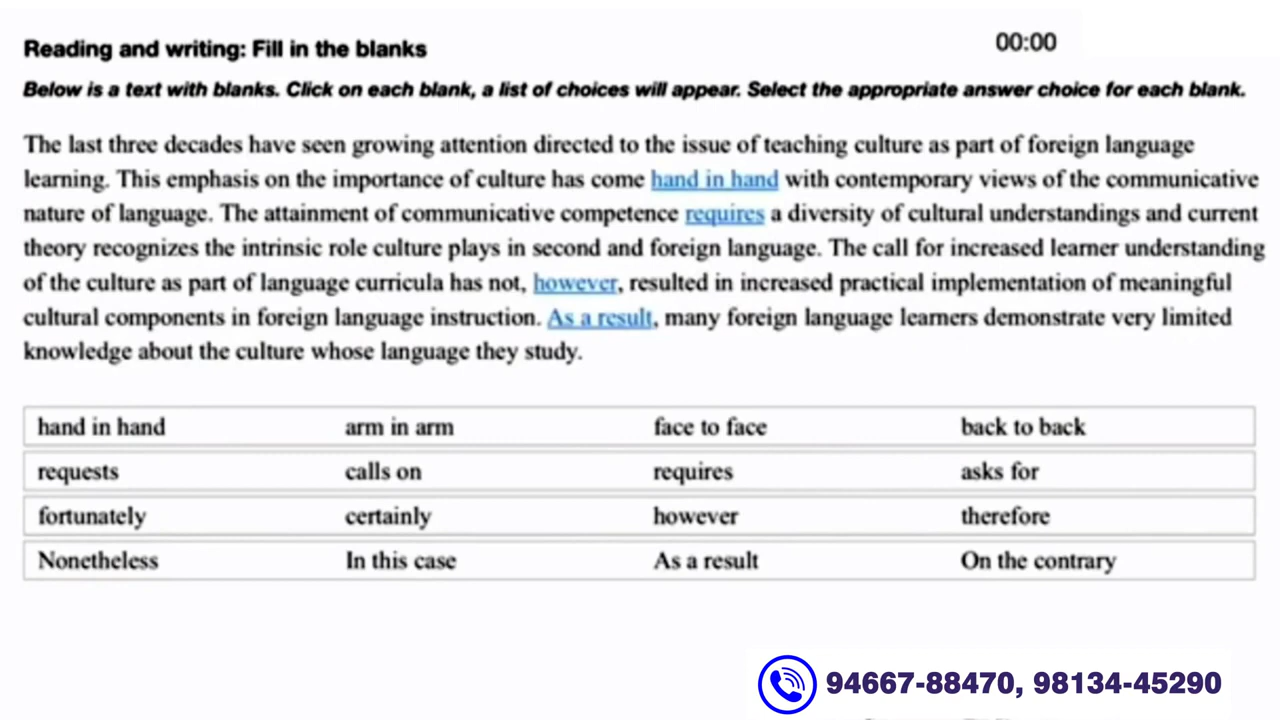 Reading and writing: Fill in the blanks
00:00
Below is a text with blanks. Click on each blank, a list of choices will appear. Select the appropriate answer choice for each blank.
The last three decades have seen growing attention directed to the issue of teaching culture as part of foreign language
learning. This emphasis on the importance of culture has come hand in hand with contemporary views of the communicative
nature of language. The attainment of communicative competence requires a diversity of cultural understandings and current
theory recognizes the intrinsic role culture plays in second and foreign language. The call for increased learner understanding
of the culture as part of language curricula has not, however, resulted in increased practical implementation of meaningful
cultural components in foreign language instruction. As a result, many foreign language learners demonstrate very limited
knowledge about the culture whose language they study.
hand in hand arm in arm face to face back to back
requests calls on requires asks for
fortunately certainly however therefore
Nonetheless In this case As a result On the contrary
94667-88470, 98134-45290